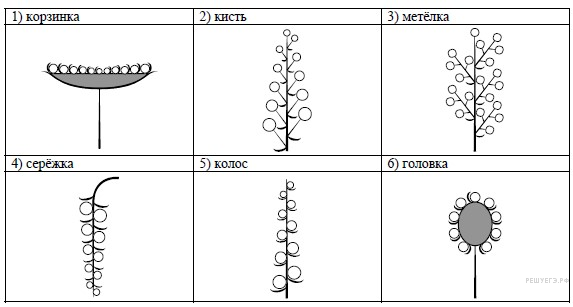 1) корзинка
2) кисть
3) метёлка
4) серёжка
5) колос
6) головка
РЕШУЕГЭ.РФ